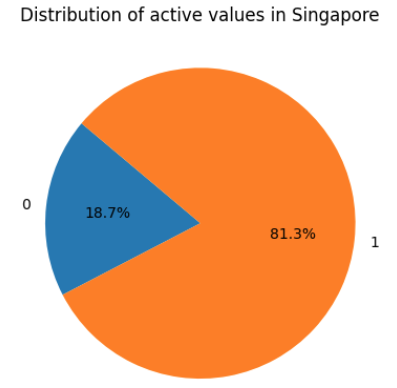 Distribution of active values in Singapore
0
18.7%
81.3%
1